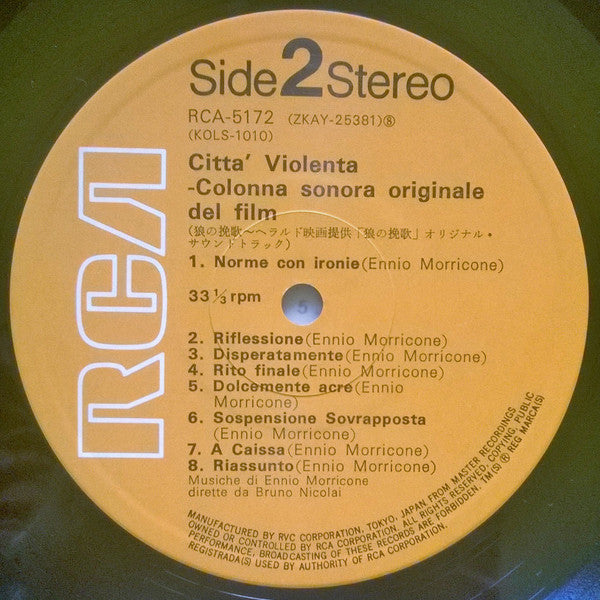 Side 2 Stereo
RCA-5172 (ZKAY-25381)Ⓡ
(KOLS-1010)
Citta' Violenta
-Colonna sonora originale
del film
(狼の挽歌〜ヘラルド映画提供「狼の挽歌」オリジナル・
サウンドトラック)
1. Norme con ironie(Ennio Morricone)
33 1/3 rpm
5
2. Riflessione(Ennio Morricone)
3. Disperatamente(Ennio Morricone)
4. Rito finale(Ennio Morricone)
5. Dolcemente acre(Ennio
Morricone)
6. Sospensione Sovrapposta
(Ennio Morricone)
7. A Caissa(Ennio Morricone)
8. Riassunto(Ennio Morricone)
Musiche di Ennio Morricone
dirette da Bruno Nicolai
RCA
MANUFACTURED BY RVC CORPORATION, TOKYO, JAPAN. FROM MASTER RECORDINGS
OWNED OR CONTROLLED BY RCA CORPORATION. ALL RIGHTS RESERVED. COPYING, PUBLIC
PERFORMANCE, BROADCASTING OF THESE RECORDS ARE FORBIDDEN. TM(S) ® REG MARCA(S)
REGISTRADA(S) USED BY AUTHORITY OF RCA CORPORATION.